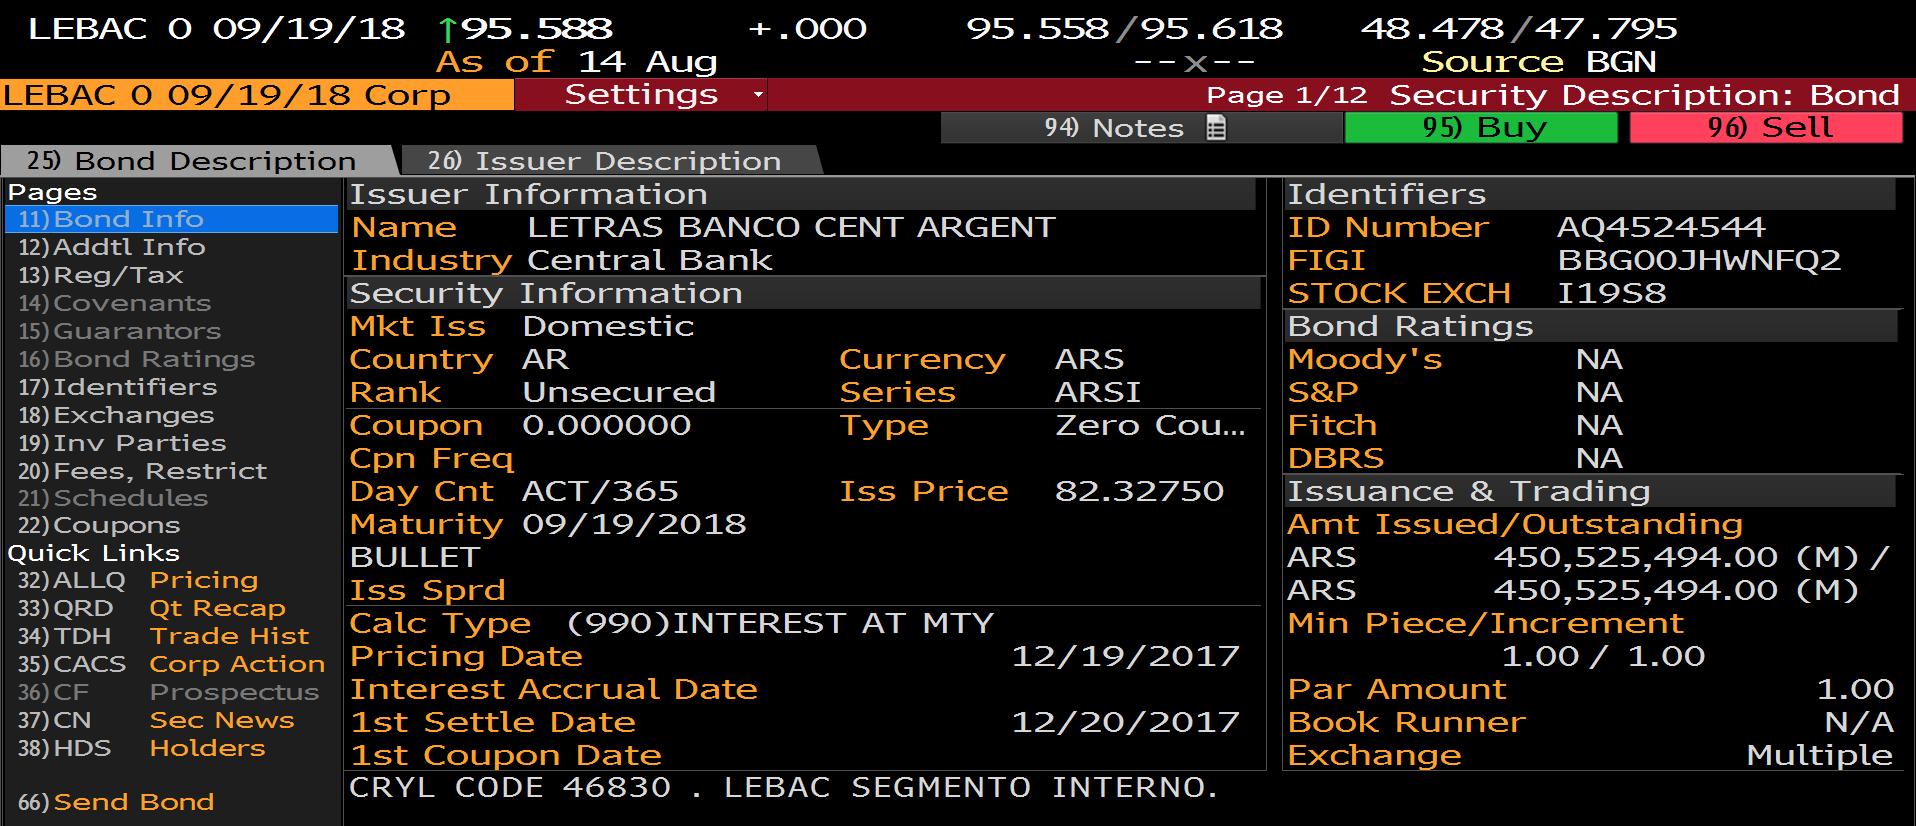 LEBAC 0 09/19/18 ↑95.588 +.000 95.558/95.618 48.478/47.795
As of 14 Aug --x-- Source BGN
LEBAC 0 09/19/18 Corp Settings Page 1/12 Security Description: Bond
94) Notes 95) Buy 96) Sell
25) Bond Description 26) Issuer Description
Pages
11) Bond Info
12) Addtl Info
13) Reg/Tax
14) Covenants
15) Guarantors
16) Bond Ratings
17) Identifiers
18) Exchanges
19) Inv Parties
20) Fees, Restrict
21) Schedules
22) Coupons
Quick Links
32) ALLQ Pricing
33) QRD Qt Recap
34) TDH Trade Hist
35) CACS Corp Action
36) CF Prospectus
37) CN Sec News
38) HDS Holders
66) Send Bond
Issuer Information
Name LETRAS BANCO CENT ARGENT
Industry Central Bank
Security Information
Mkt Iss Domestic
Country AR Currency ARS
Rank Unsecured Series ARSI
Coupon 0.000000 Type Zero Cou...
Cpn Freq
Day Cnt ACT/365 Iss Price 82.32750
Maturity 09/19/2018
BULLET
Iss Sprd
Calc Type (990)INTEREST AT MTY
Pricing Date 12/19/2017
Interest Accrual Date
1st Settle Date 12/20/2017
1st Coupon Date
CRYL CODE 46830 . LEBAC SEGMENTO INTERNO.
Identifiers
ID Number AQ4524544
FIGI BBG00JHWNFQ2
STOCK EXCH I19S8
Bond Ratings
Moody's NA
S&P NA
Fitch NA
DBRS NA
Issuance & Trading
Amt Issued/Outstanding
ARS 450,525,494.00 (M) /
ARS 450,525,494.00 (M)
Min Piece/Increment
1.00 / 1.00
Par Amount 1.00
Book Runner N/A
Exchange Multiple